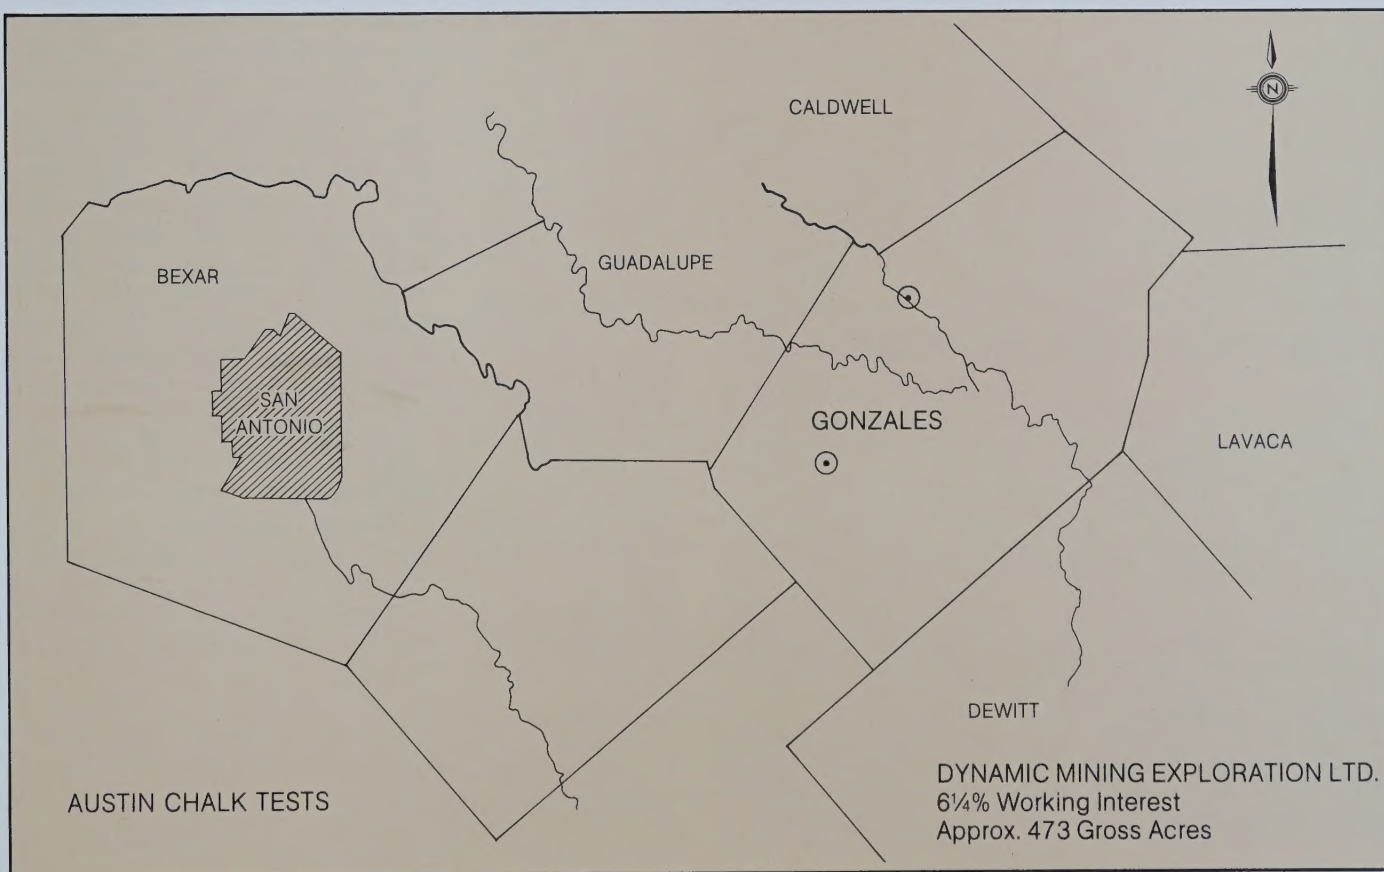 CALDWELL
N
BEXAR
GUADALUPE
SAN
ANTONIO
GONZALES
LAVACA
DEWITT
AUSTIN CHALK TESTS
DYNAMIC MINING EXPLORATION LTD.
6¼% Working Interest
Approx. 473 Gross Acres